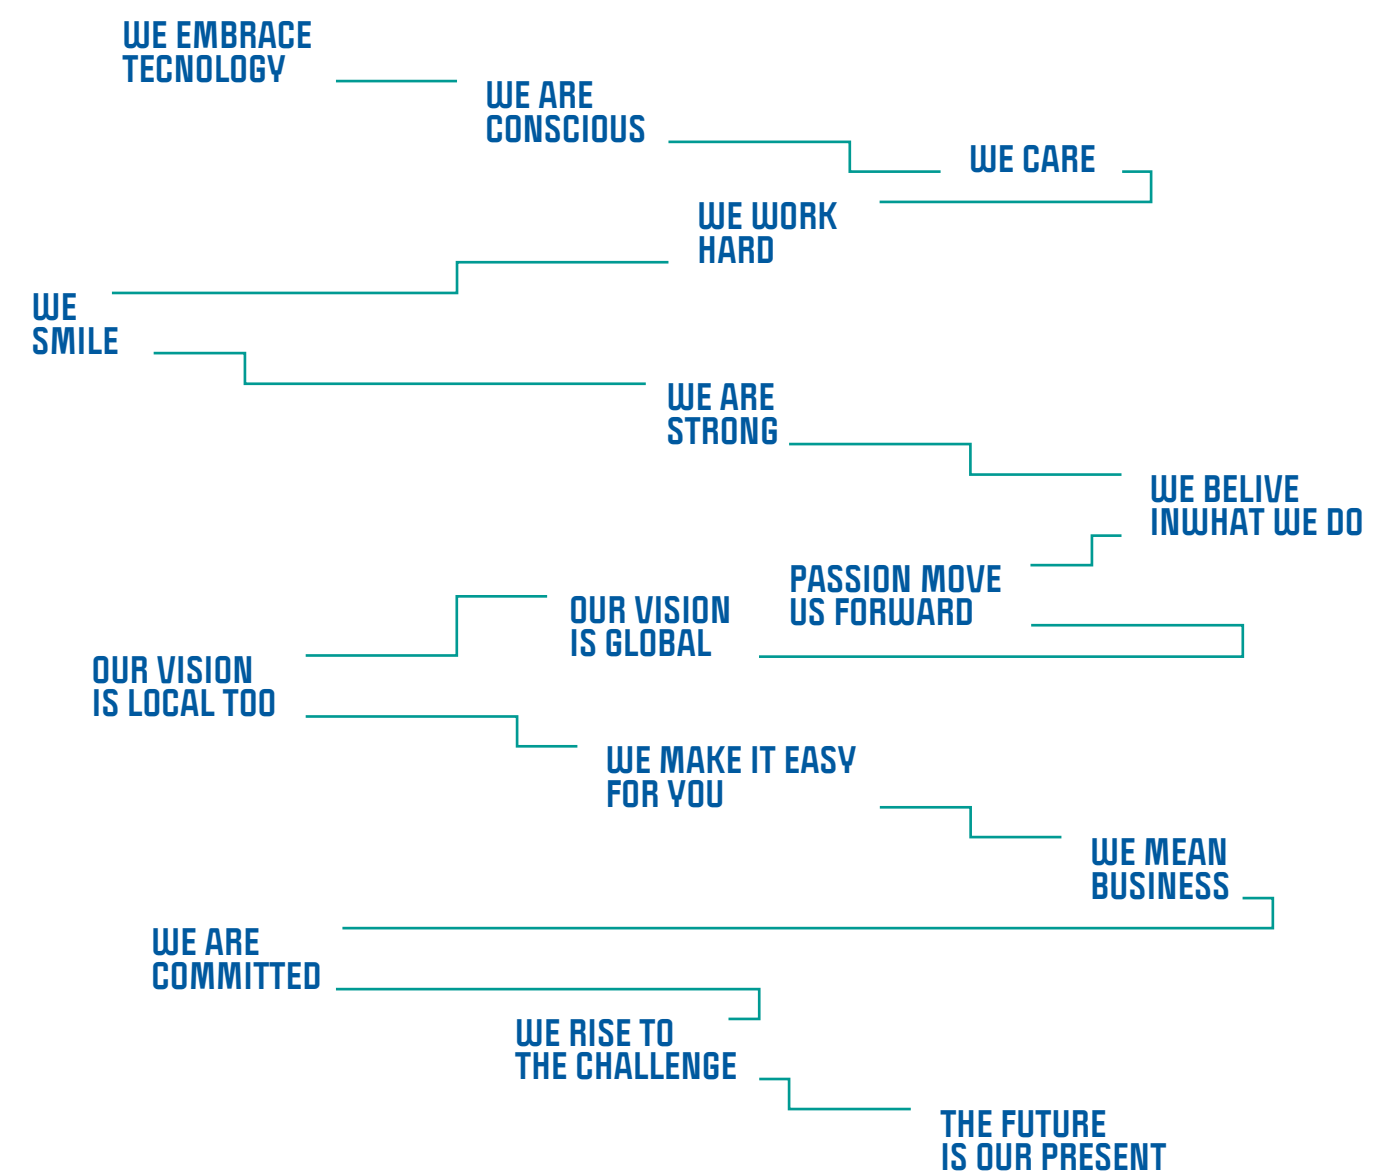 WE EMBRACE
TECNOLOGY
WE ARE
CONSCIOUS
WE CARE
WE WORK
HARD
WE
SMILE
WE ARE
STRONG
WE BELIVE
INWHAT WE DO
PASSION MOVE
US FORWARD
OUR VISION
IS GLOBAL
OUR VISION
IS LOCAL TOO
WE MAKE IT EASY
FOR YOU
WE MEAN
BUSINESS
WE ARE
COMMITTED
WE RISE TO
THE CHALLENGE
THE FUTURE
IS OUR PRESENT